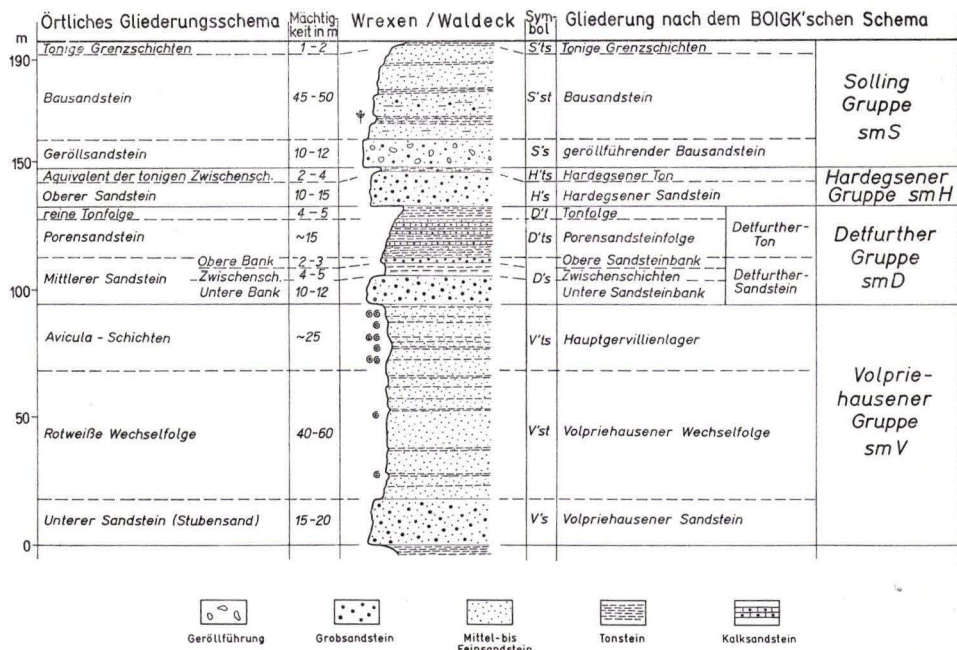 Örtliches Gliederungsschema
Mächtig-
keit in m
Wrexen / Waldeck
Sym-
bol
Gliederung nach dem BOIGK'schen Schema
m
Tonige Grenzschichten 1-2 S'ts Tonige Grenzschichten
190
Bausandstein 45-50 S'st Bausandstein
Solling
Gruppe
smS
Geröllsandstein 10-12 S's geröllführender Bausandstein
150
Äquivalent der tonigen Zwischensch. 2-4 H'ts Hardegsener Ton
Oberer Sandstein 10-15 H's Hardegsener Sandstein
Hardegsener
Gruppe smH
reine Tonfolge 4-5 D't Tonfolge
Porensandstein ~15 D'ts Porensandsteinfolge
Detfurther-
Ton
Obere Bank 2-3 Obere Sandsteinbank
Mittlerer Sandstein Zwischensch. 4-5 D's Zwischenschichten
Untere Bank 10-12 Untere Sandsteinbank
Detfurther-
Sandstein
Detfurther
Gruppe
smD
100
Avicula - Schichten ~25 V'ts Hauptgervillienlager
50
Rotweiße Wechselfolge 40-60 V'st Volpriehausener Wechselfolge
Volprie-
hausener
Gruppe
smV
Unterer Sandstein (Stubensand) 15-20 V's Volpriehausener Sandstein
0
Geröllführung
Grobsandstein
Mittel-bis
Feinsandstein
Tonstein
Kalksandstein